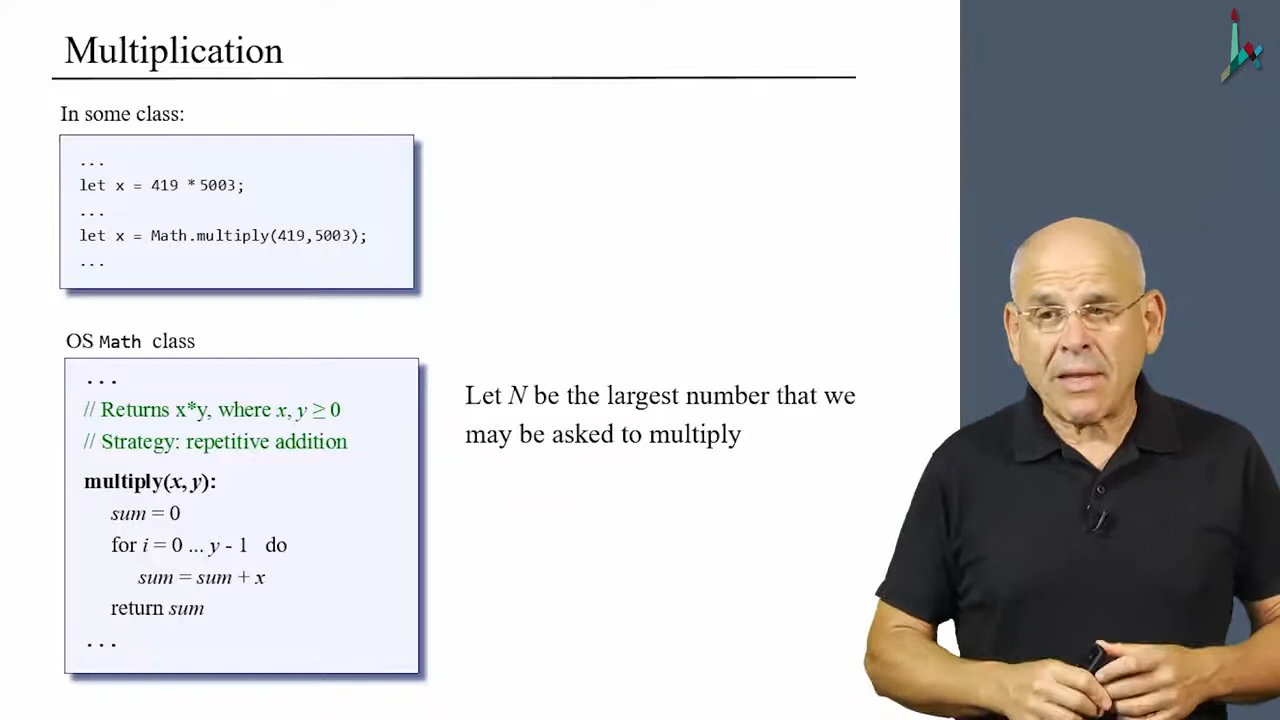 Multiplication
In some class:
...
let x = 419 * 5003;
...
let x = Math.multiply(419,5003);
...
OS Math class
...
// Returns x*y, where x, y ≥ 0
// Strategy: repetitive addition
multiply(x, y):
sum = 0
for i = 0 ... y - 1 do
sum = sum + x
return sum
...
Let N be the largest number that we
may be asked to multiply